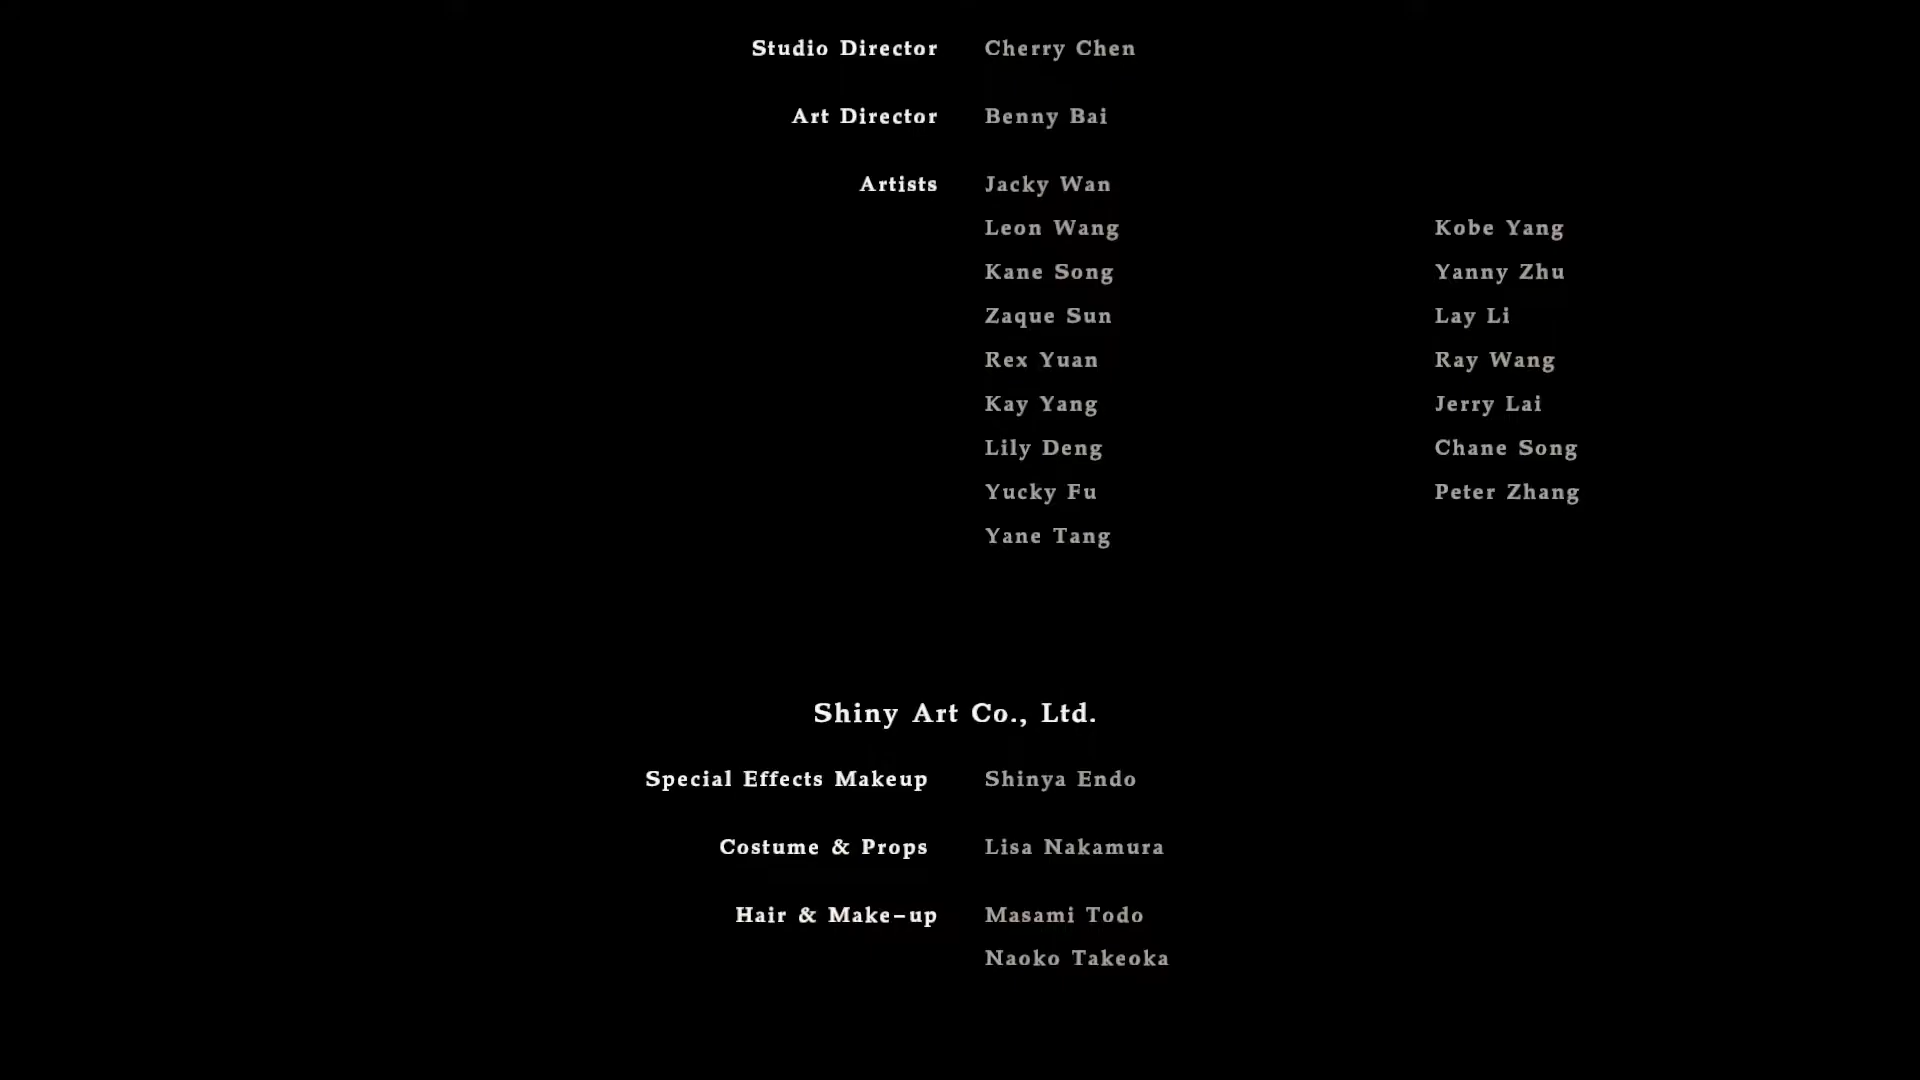 Studio Director Cherry Chen
Art Director Benny Bai
Artists Jacky Wan
Leon Wang Kobe Yang
Kane Song Yanny Zhu
Zaque Sun Lay Li
Rex Yuan Ray Wang
Kay Yang Jerry Lai
Lily Deng Chane Song
Yucky Fu Peter Zhang
Yane Tang
Shiny Art Co., Ltd.
Special Effects Makeup Shinya Endo
Costume & Props Lisa Nakamura
Hair & Make-up Masami Todo
Naoko Takeoka